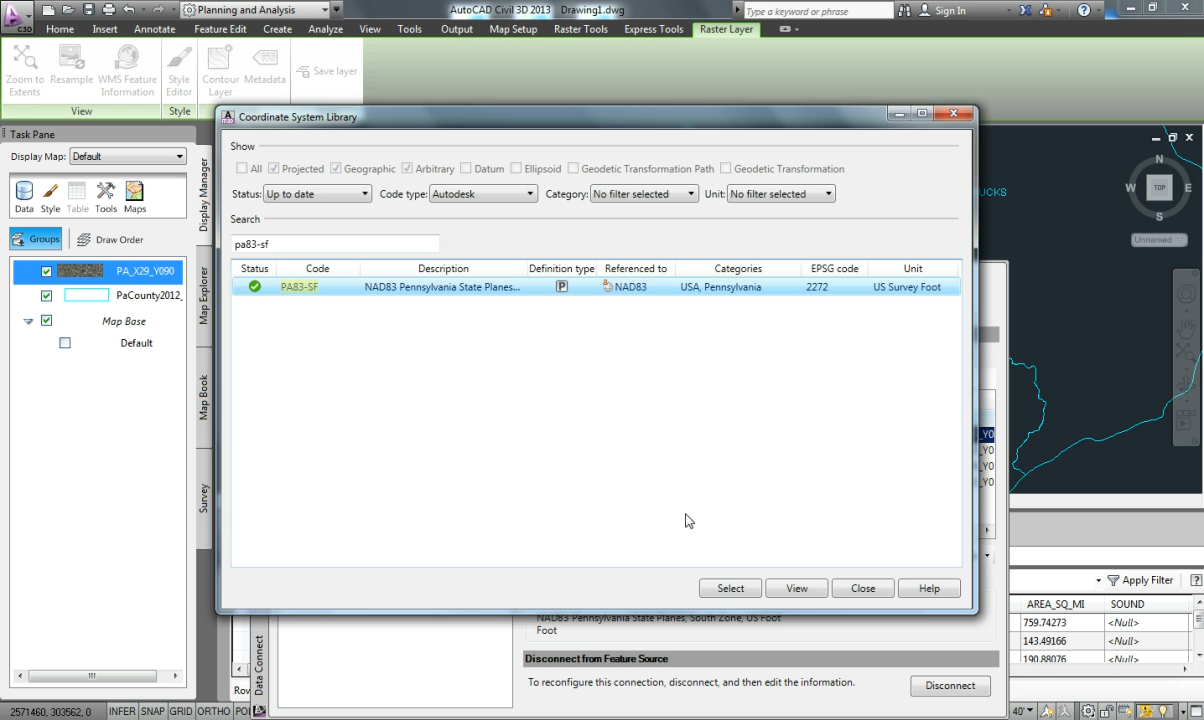 Planning and Analysis
AutoCAD Civil 3D 2013 Drawing1.dwg
Type a keyword or phrase
Sign In
C3D
Home Insert Annotate Feature Edit Create Analyze View Tools Output Map Setup Raster Tools Express Tools Raster Layer
Zoom to Extents
Resample
WMS Feature Information
Style Editor
Contour Layer
Metadata
Save layer
View Style
Task Pane
Display Map: Default
Data Style Table Tools Maps
Groups Draw Order
PA_X29_Y090
PaCounty2012_
Map Base
Default
Display Manager
Map Explorer
Map Book
Survey
Coordinate System Library
Show
All Projected Geographic Arbitrary Datum Ellipsoid Geodetic Transformation Path Geodetic Transformation
Status: Up to date Code type: Autodesk Category: No filter selected Unit: No filter selected
Search
pa83-sf
Status Code Description Definition type Referenced to Categories EPSG code Unit
PA83-SF NAD83 Pennsylvania State Planes... P NAD83 USA, Pennsylvania 2272 US Survey Foot
Select View Close Help
UCKS
N
W TOP E
S
Unnamed
_Y0
_Y0
_Y0
_Y0
Apply Filter
AREA_SQ_MI SOUND
759.74273 <Null>
143.49166 <Null>
190.88076 <Null>
NAD83 Pennsylvania State Planes, South Zone, US Foot
Foot
Disconnect from Feature Source
To reconfigure this connection, disconnect, and then edit the information.
Disconnect
Data Connect
Row
2571460, 303562, 0 INFER SNAP GRID ORTHO POL
40'